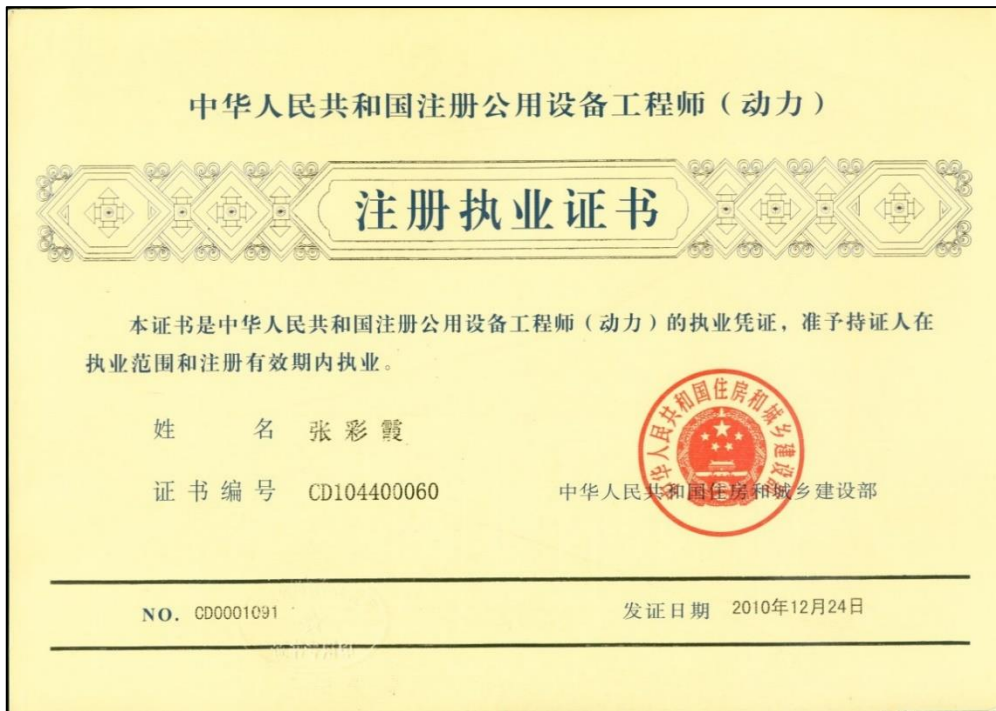 中华人民共和国注册公用设备工程师（动力）
注册执业证书
本证书是中华人民共和国注册公用设备工程师（动力）的执业凭证，准予持证人在
执业范围和注册有效期内执业。
姓 名 张彩霞
中华人民共和国住房和城乡建设部
证书编号 CD104400060
中华人民共和国住房和城乡建设部
NO. CD0001091
发证日期 2010年12月24日